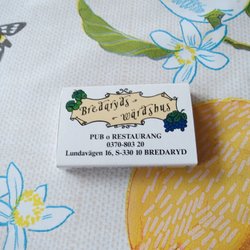 Bredaryds
wärdshus
PUB o RESTAURANG
0370-803 20
Lundavägen 16, S-330 10 BREDARYD